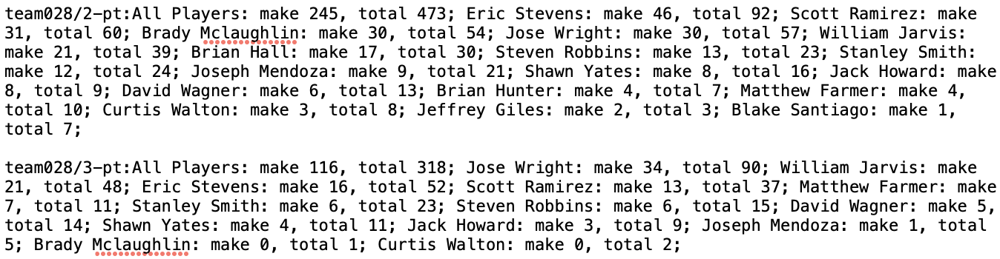 team028/2-pt:All Players: make 245, total 473; Eric Stevens: make 46, total 92; Scott Ramirez: make
31, total 60; Brady Mclaughlin: make 30, total 54; Jose Wright: make 30, total 57; William Jarvis:
make 21, total 39; Brian Hall: make 17, total 30; Steven Robbins: make 13, total 23; Stanley Smith:
make 12, total 24; Joseph Mendoza: make 9, total 21; Shawn Yates: make 8, total 16; Jack Howard: make
8, total 9; David Wagner: make 6, total 13; Brian Hunter: make 4, total 7; Matthew Farmer: make 4,
total 10; Curtis Walton: make 3, total 8; Jeffrey Giles: make 2, total 3; Blake Santiago: make 1,
total 7;
team028/3-pt:All Players: make 116, total 318; Jose Wright: make 34, total 90; William Jarvis: make
21, total 48; Eric Stevens: make 16, total 52; Scott Ramirez: make 13, total 37; Matthew Farmer: make
7, total 11; Stanley Smith: make 6, total 23; Steven Robbins: make 6, total 15; David Wagner: make 5,
total 14; Shawn Yates: make 4, total 11; Jack Howard: make 3, total 9; Joseph Mendoza: make 1, total
5; Brady Mclaughlin: make 0, total 1; Curtis Walton: make 0, total 2;